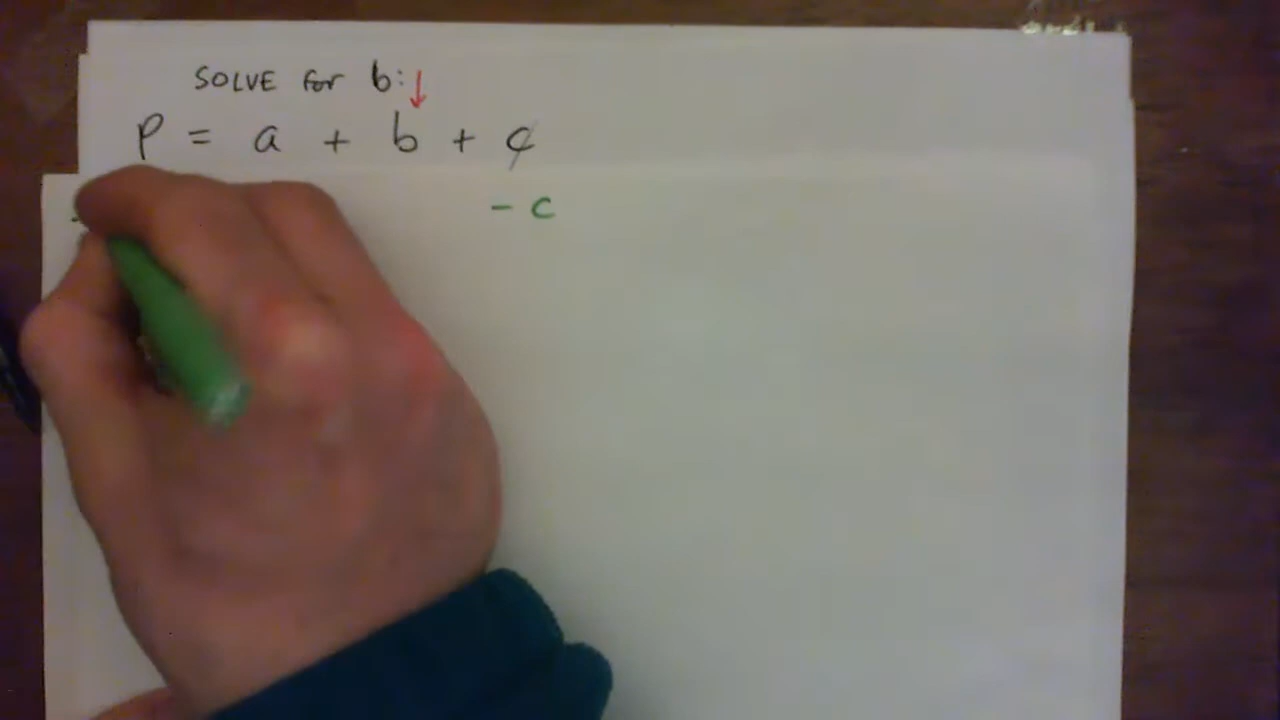 SOLVE for b:
P = a + b + c
- c